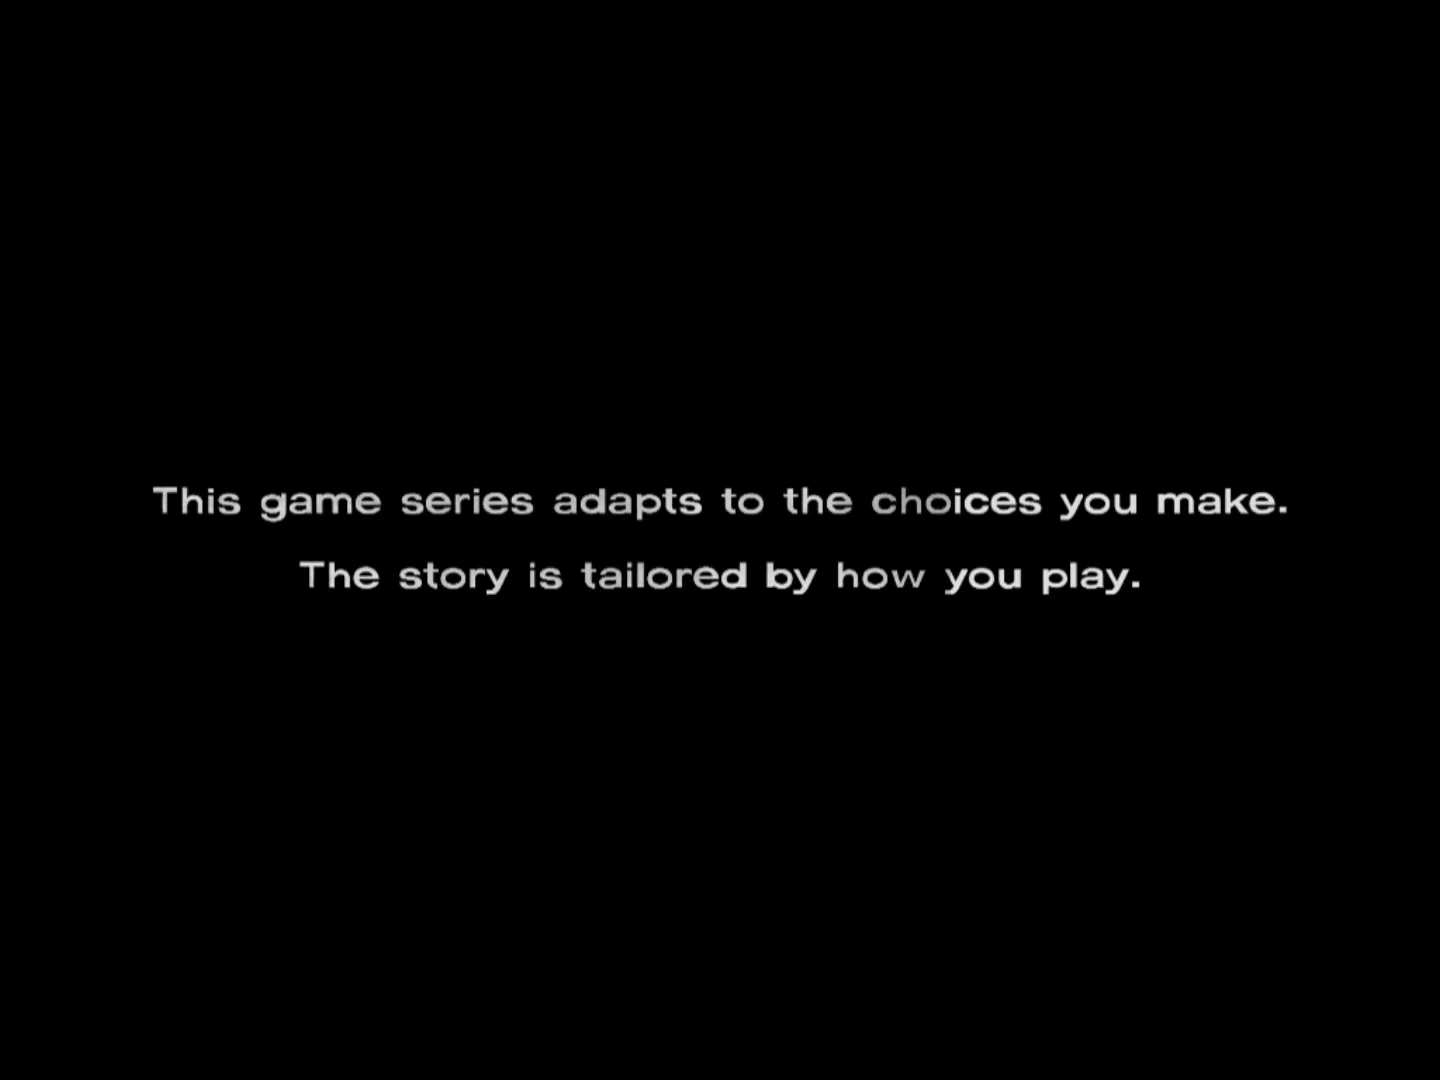 This game series adapts to the choices you make.
The story is tailored by how you play.